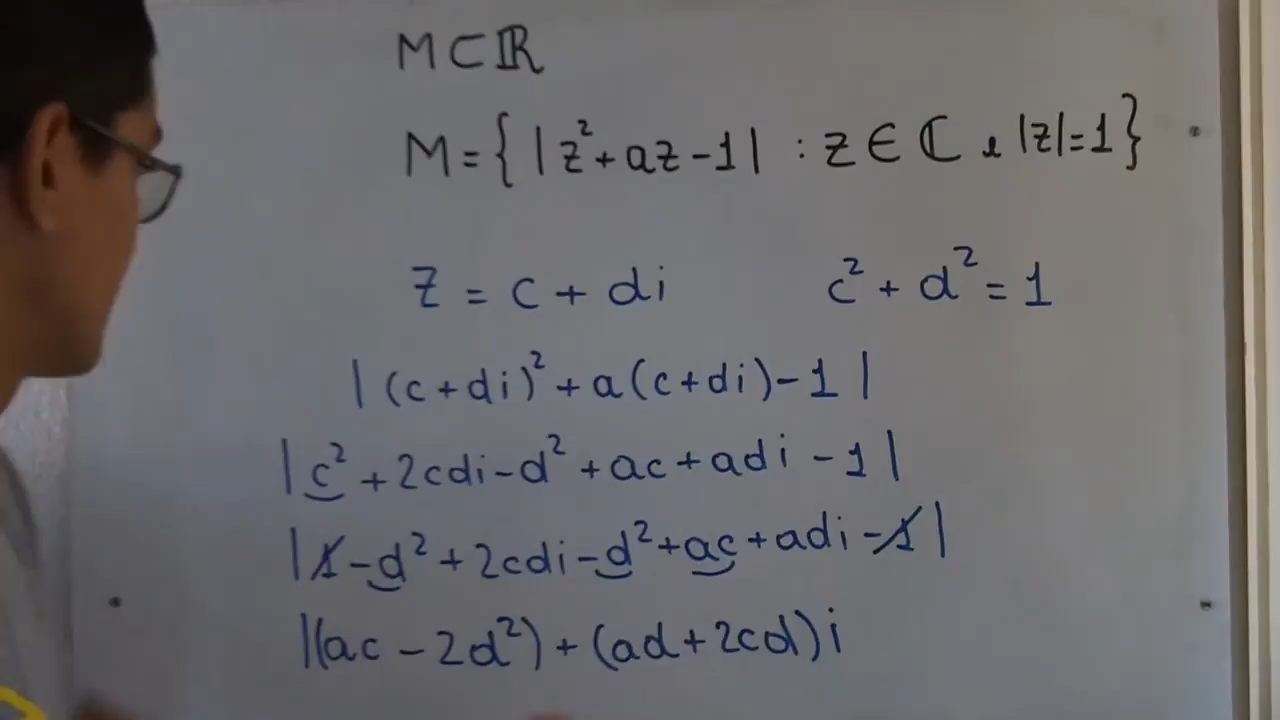 M⊂ℝ
M={|z²+az-1| :z∈ℂ e |z|=1}
z = c + di c² + d² = 1
|(c+di)²+a(c+di)-1|
|c²+2cdi-d²+ac+adi-1|
|1-d²+2cdi-d²+ac+adi-1|
|(ac-2d²)+(ad+2cd)i